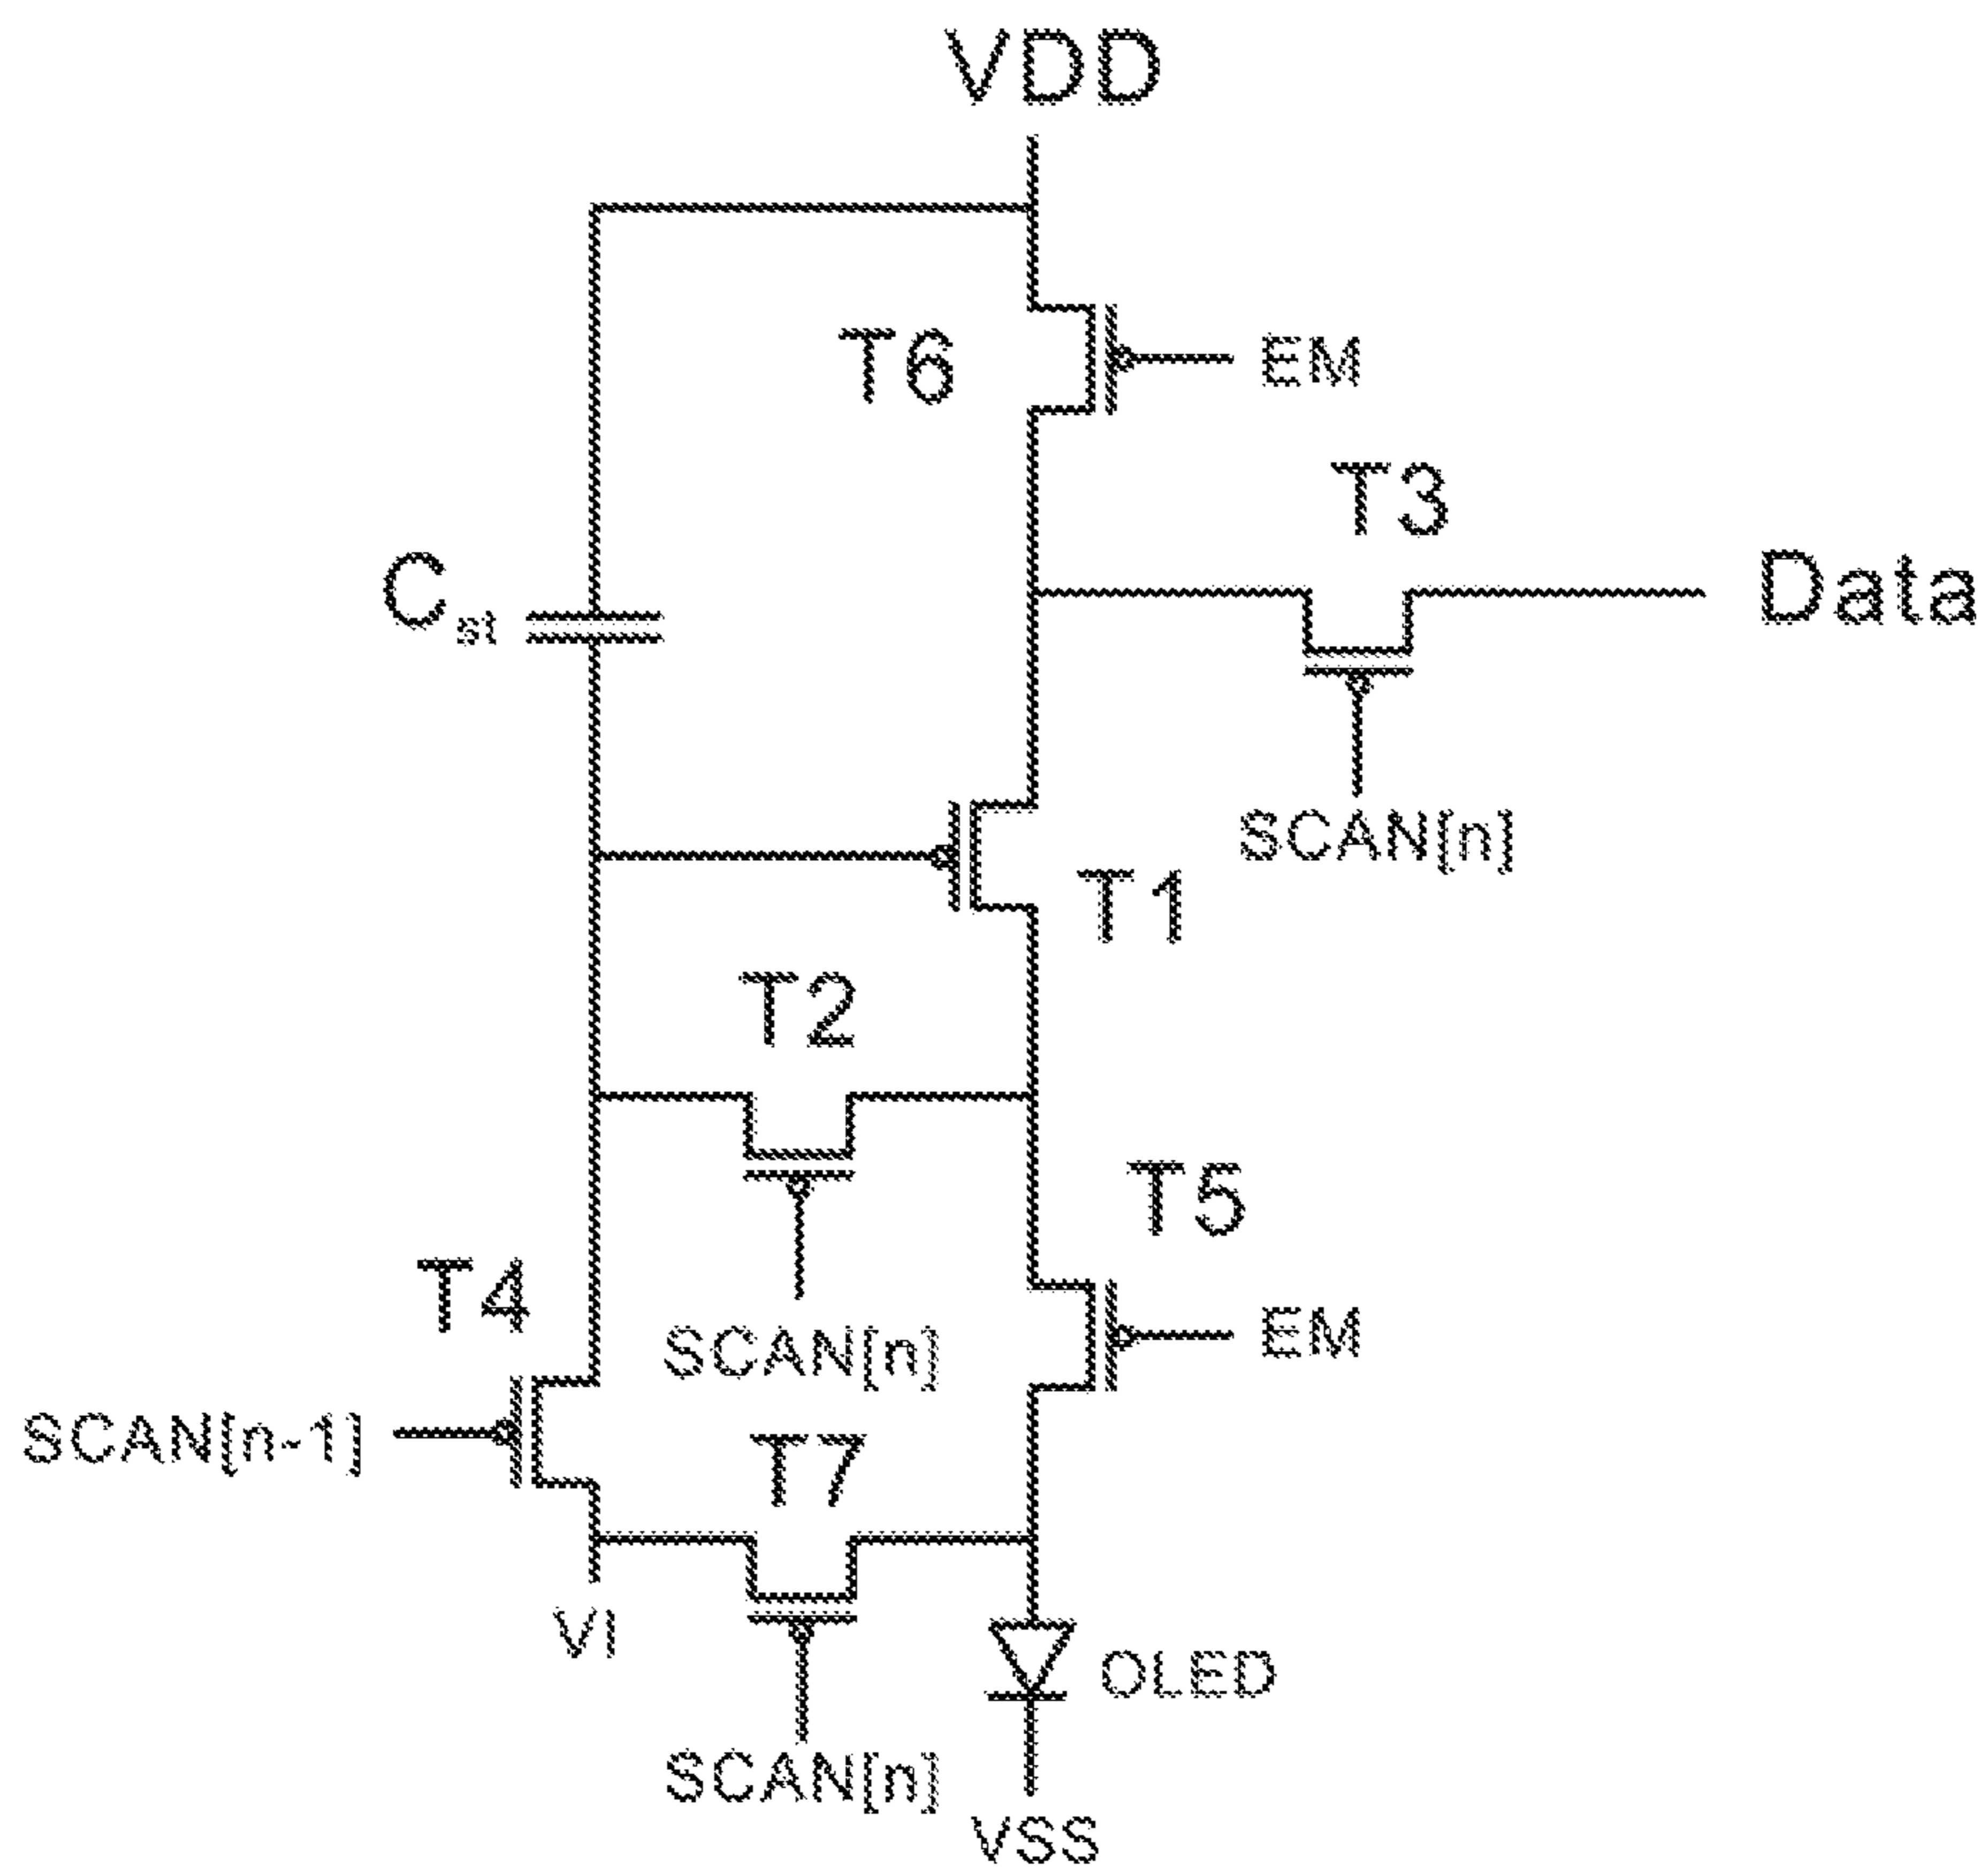 VDD
T6
EM
T3
Cst
Data
SCAN[n]
T1
T2
T5
T4
SCAN[n]
EM
SCAN[n-1]
T7
VI
OLED
SCAN[n]
VSS